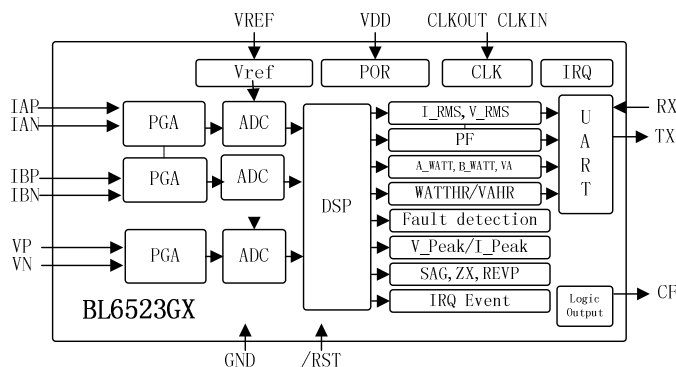 VREF VDD CLKOUT CLKIN
Vref POR CLK IRQ
IAP
IAN
PGA ADC
I_RMS, V_RMS
PF
U
A
R
T
RX
TX
IBP
IBN
PGA ADC
DSP
A_WATT, B_WATT, VA
WATTHR/VAHR
Fault detection
VP
VN
PGA ADC
V_Peak/I_Peak
SAG, ZX, REVP
IRQ Event
Logic
Output
CF
BL6523GX
GND /RST